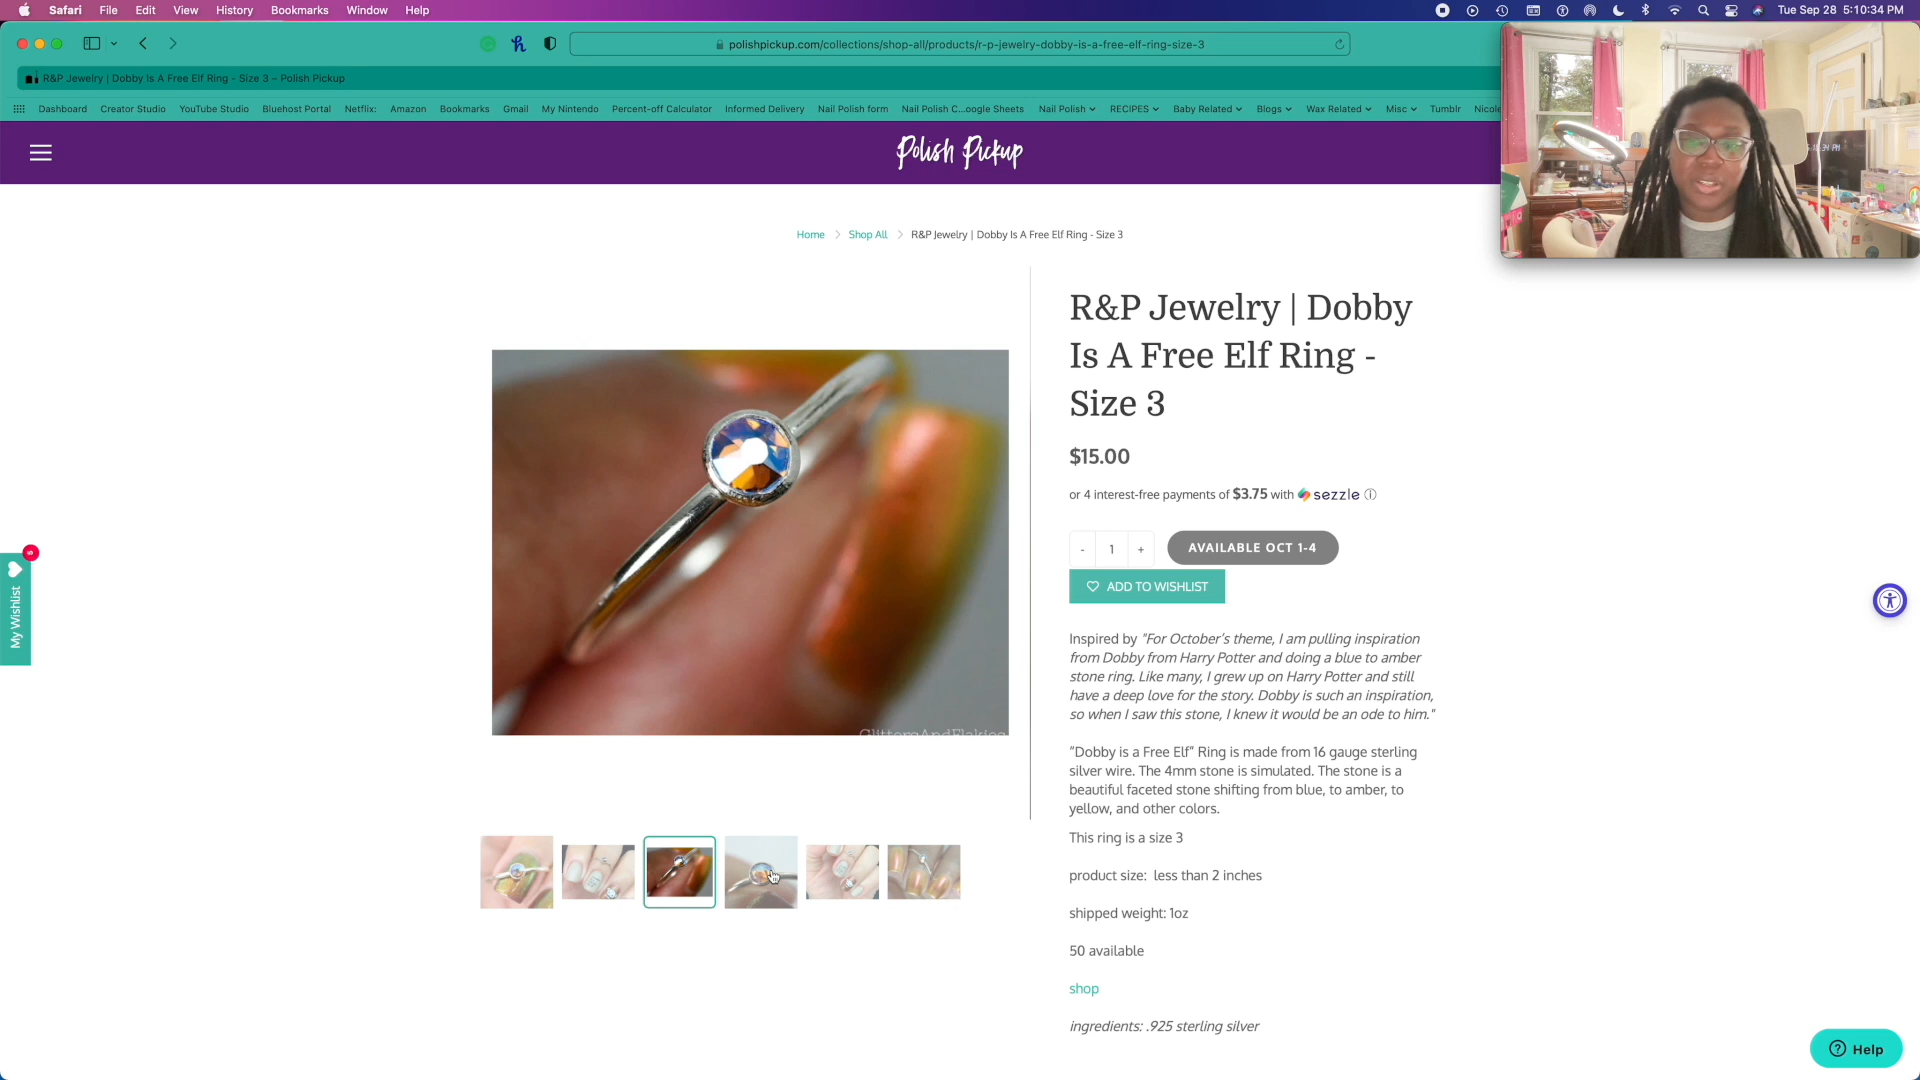 Safari File Edit View History Bookmarks Window Help Tue Sep 28 5:10:34 PM
polishpickup.com/collections/shop-all/products/r-p-jewelry-dobby-is-a-free-elf-ring-size-3
R&P Jewelry | Dobby Is A Free Elf Ring - Size 3 – Polish Pickup
Dashboard Creator Studio YouTube Studio Bluehost Portal Netflix: Amazon Bookmarks Gmail My Nintendo Percent-off Calculator Informed Delivery Nail Polish form Nail Polish C...oogle Sheets Nail Polish RECIPES Baby Related Blogs Wax Related Misc Tumblr Nicole
Polish Pickup
Home > Shop All > R&P Jewelry | Dobby Is A Free Elf Ring - Size 3
R&P Jewelry | Dobby
Is A Free Elf Ring -
Size 3
$15.00
or 4 interest-free payments of $3.75 with sezzle
- 1 + AVAILABLE OCT 1-4
ADD TO WISHLIST
My Wishlist
Inspired by "For October's theme, I am pulling inspiration
from Dobby from Harry Potter and doing a blue to amber
stone ring. Like many, I grew up on Harry Potter and still
have a deep love for the story. Dobby is such an inspiration,
so when I saw this stone, I knew it would be an ode to him."
"Dobby is a Free Elf" Ring is made from 16 gauge sterling
silver wire. The 4mm stone is simulated. The stone is a
beautiful faceted stone shifting from blue, to amber, to
yellow, and other colors.
This ring is a size 3
product size: less than 2 inches
shipped weight: 1oz
50 available
shop
ingredients: .925 sterling silver
GlittersAndFlakies
Help